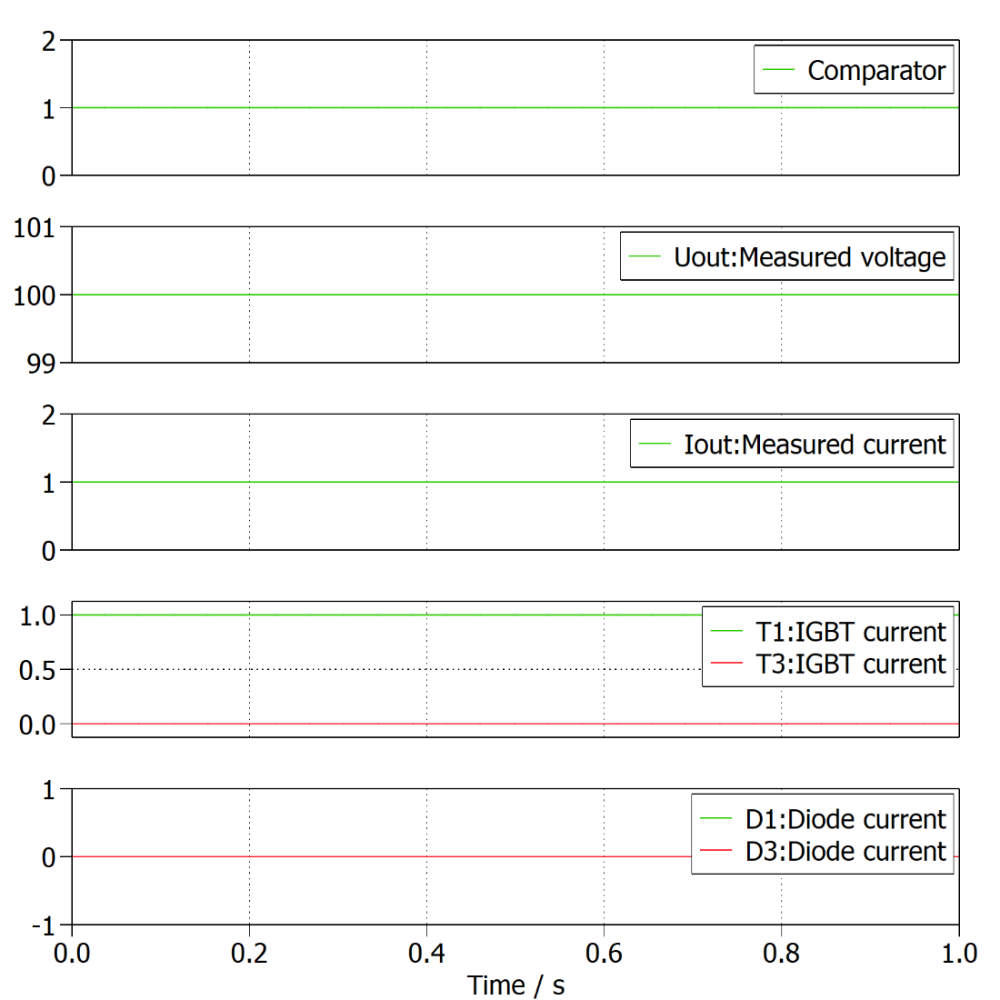 2
Comparator
1
0
101
Uout:Measured voltage
100
99
2
Iout:Measured current
1
0
1.0
T1:IGBT current
T3:IGBT current
0.5
0.0
1
D1:Diode current
D3:Diode current
0
-1
0.0 0.2 0.4 0.6 0.8 1.0
Time / s